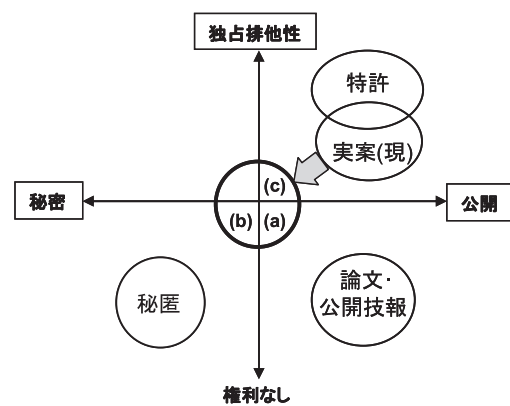 独占排他性
特許
実案(現)
(c)
秘密
公開
(b)
(a)
秘匿
論文・
公開技報
権利なし